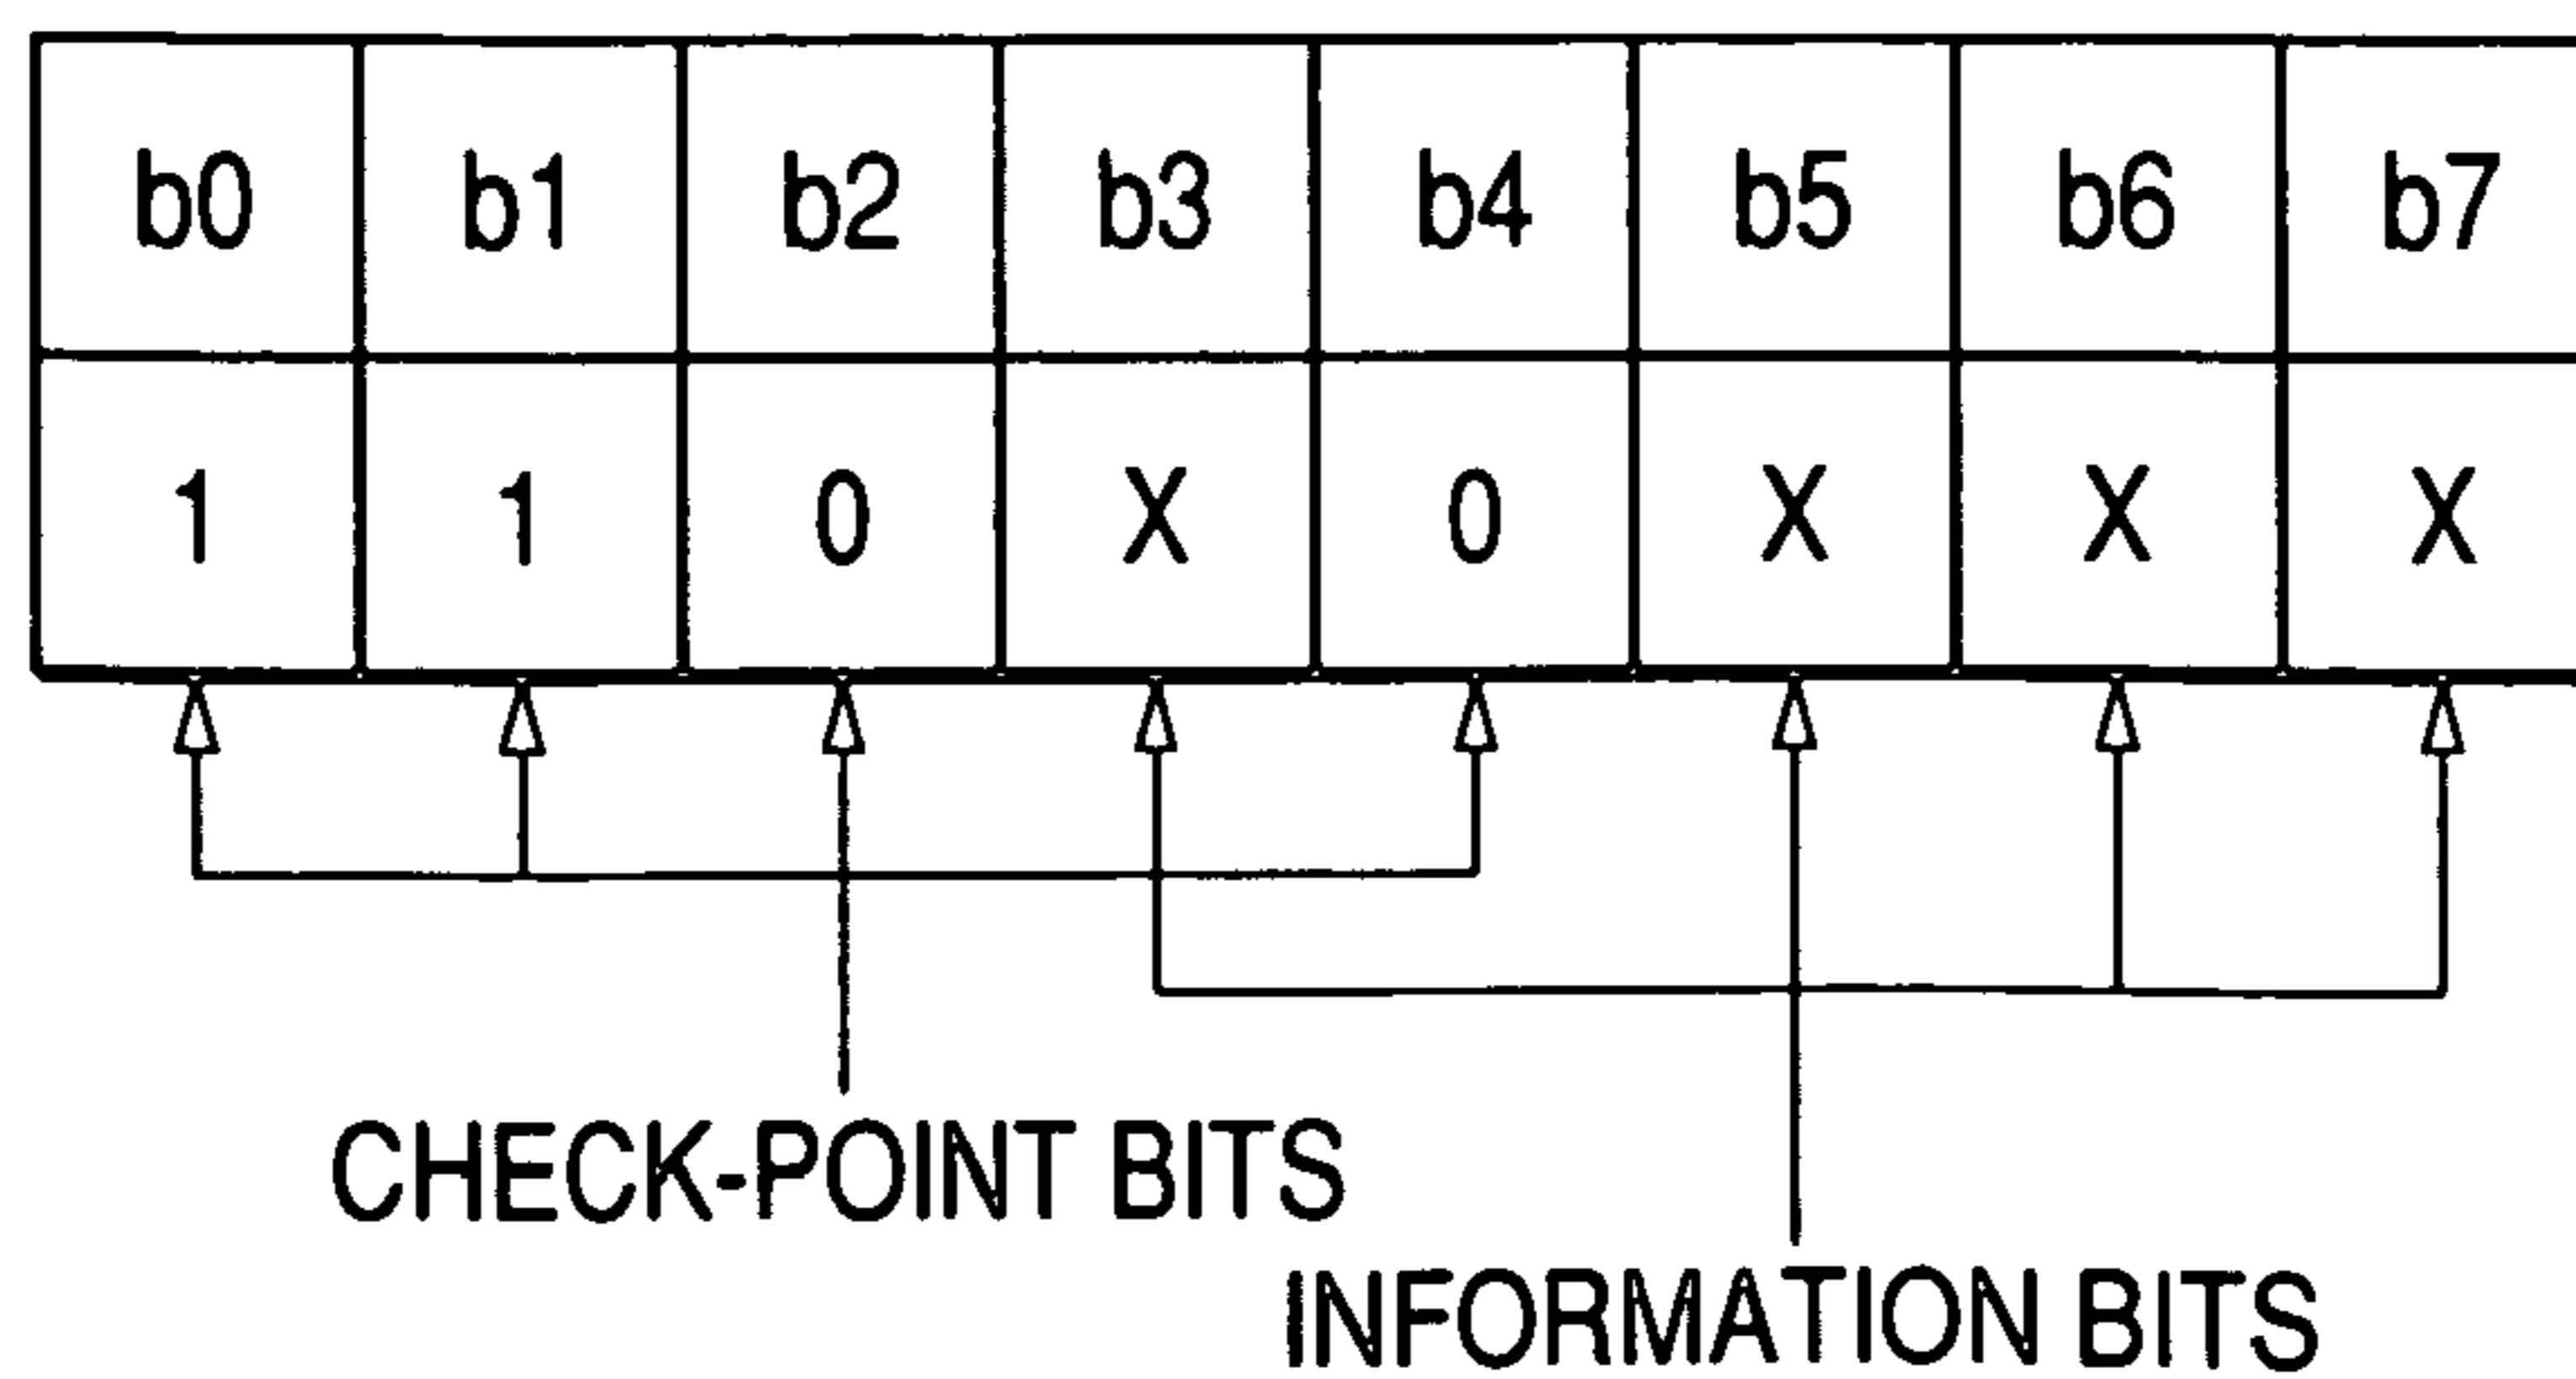 b0 b1 b2 b3 b4 b5 b6 b7
1 1 0 X 0 X X X
CHECK-POINT BITS
INFORMATION BITS